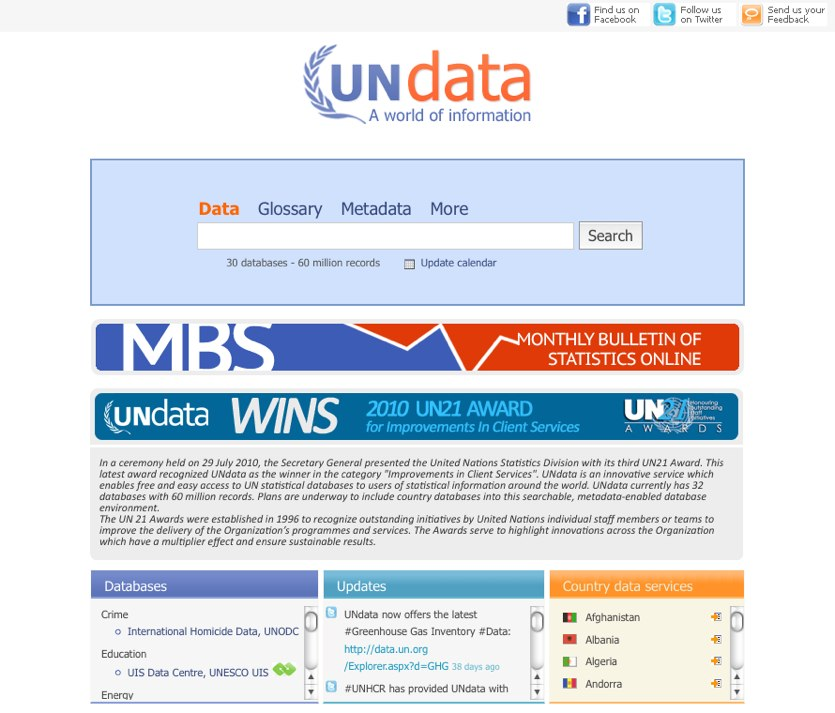 Find us on
Facebook
Follow us
on Twitter
Send us your
Feedback
UNdata
A world of information
Data Glossary Metadata More
Search
30 databases - 60 million records Update calendar
MBS
MONTHLY BULLETIN OF
STATISTICS ONLINE
UNdata WINS 2010 UN21 AWARD
for Improvements In Client Services
UN21
Honouring
Outstanding
Staff
Initiatives
AWARDS
In a ceremony held on 29 July 2010, the Secretary General presented the United Nations Statistics Division with its third UN21 Award. This
latest award recognized UNdata as the winner in the category "Improvements in Client Services". UNdata is an innovative service which
enables free and easy access to UN statistical databases to users of statistical information around the world. UNdata currently has 32
databases with 60 million records. Plans are underway to include country databases into this searchable, metadata-enabled database
environment.
The UN 21 Awards were established in 1996 to recognize outstanding initiatives by United Nations individual staff members or teams to
improve the delivery of the Organization's programmes and services. The Awards serve to highlight innovations across the Organization
which have a multiplier effect and ensure sustainable results.
Databases
Crime
International Homicide Data, UNODC
Education
UIS Data Centre, UNESCO UIS
Energy
Updates
UNdata now offers the latest
#Greenhouse Gas Inventory #Data:
http://data.un.org
/Explorer.aspx?d=GHG 38 days ago
#UNHCR has provided UNdata with
Country data services
Afghanistan
Albania
Algeria
Andorra